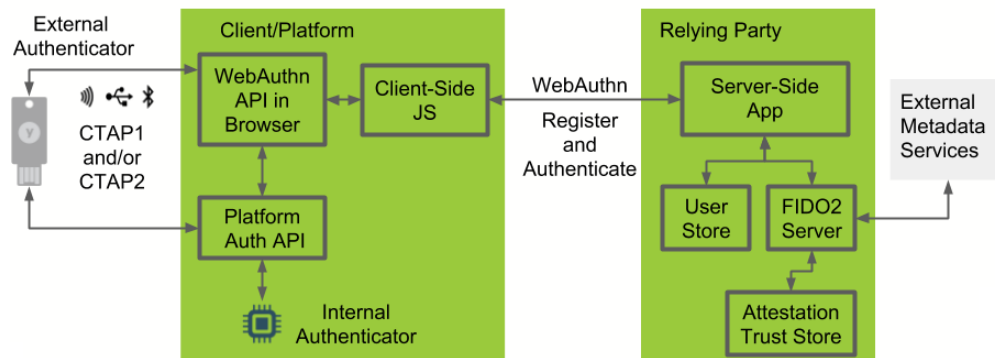 External
Authenticator
CTAP1
and/or
CTAP2
Y
Client/Platform
WebAuthn
API in
Browser
Client-Side
JS
Platform
Auth API
Internal
Authenticator
WebAuthn
Register
and
Authenticate
Relying Party
Server-Side
App
User
Store
FIDO2
Server
Attestation
Trust Store
External
Metadata
Services